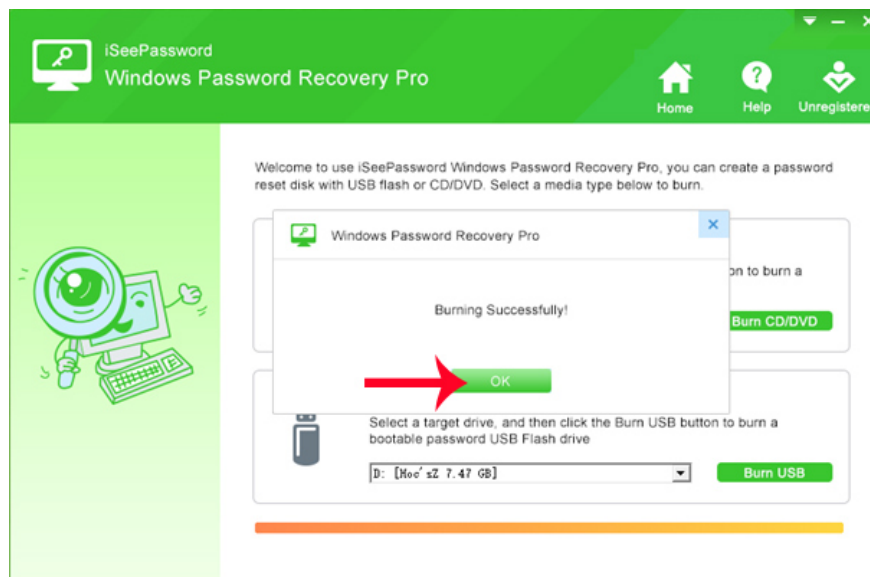 iSeePassword
Windows Password Recovery Pro
Home
Help
Unregistere
Welcome to use iSeePassword Windows Password Recovery Pro, you can create a password
reset disk with USB flash or CD/DVD. Select a media type below to burn.
Windows Password Recovery Pro
on to burn a
Burning Successfully!
Burn CD/DVD
OK
Select a target drive, and then click the Burn USB button to burn a
bootable password USB Flash drive
D: [Hoc'sZ 7.47 GB]
Burn USB